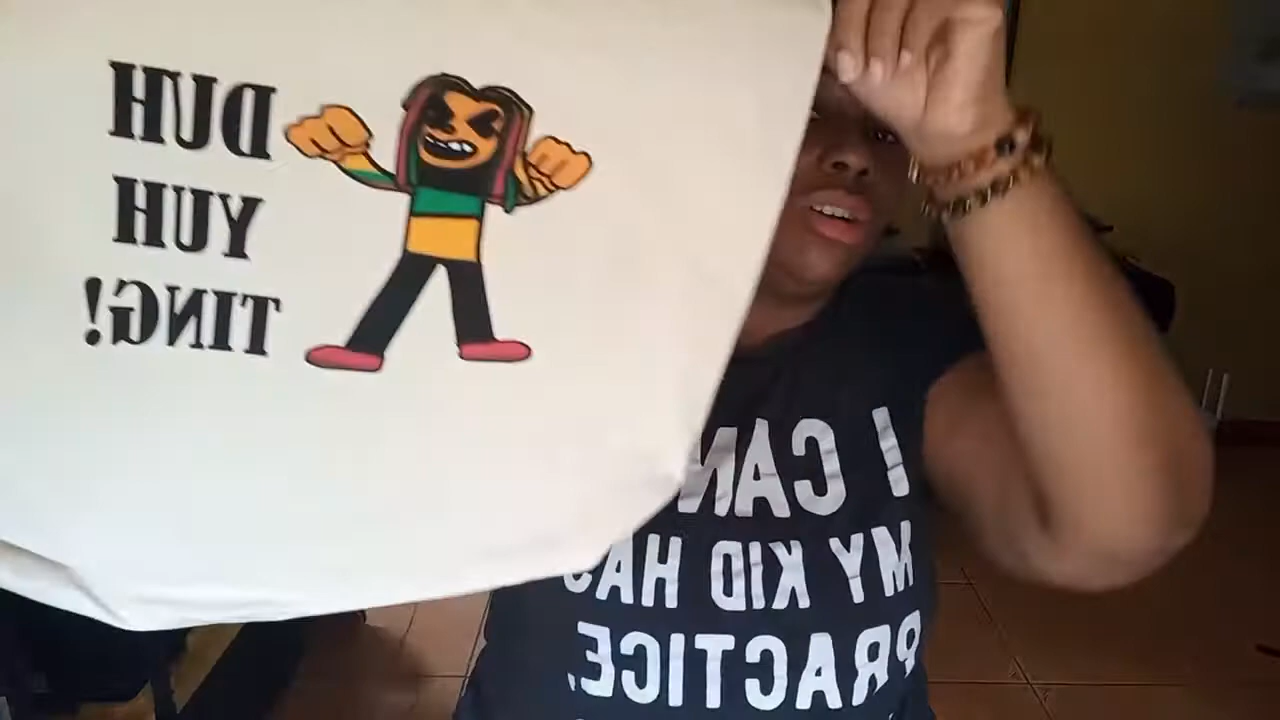 DUH
YUH
TING!
I CAN
MY KID HAS
PRACTICE.